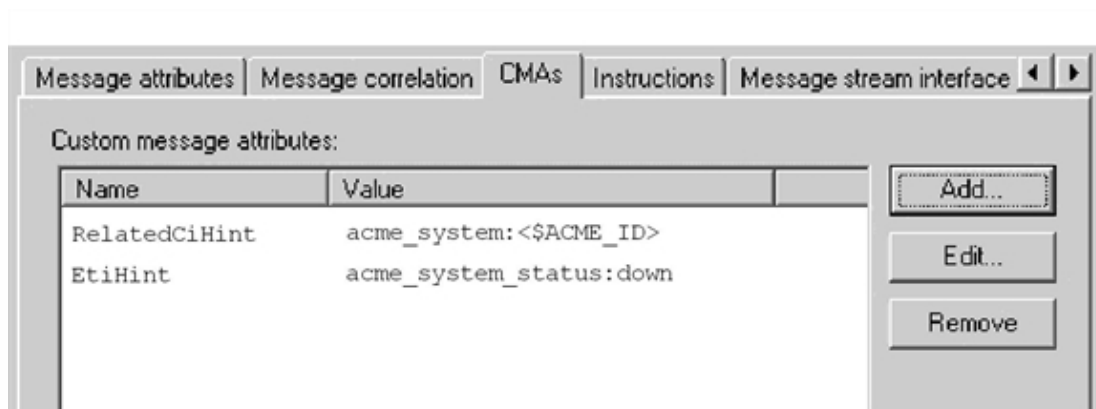 Message attributes Message correlation CMAs Instructions Message stream interface
Custom message attributes:
Name Value
Add...
RelatedCiHint acme_system:<$ACME_ID>
Edit...
EtiHint acme_system_status:down
Remove